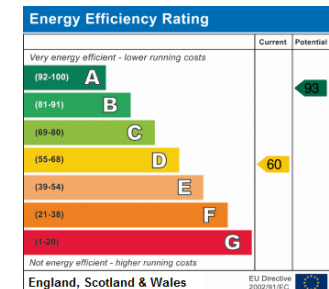 Energy Efficiency Rating
Current Potential
Very energy efficient - lower running costs
(92-100) A
93
(81-91) B
(69-80) C
(55-68) D
60
(39-54) E
(21-38) F
(1-20) G
Not energy efficient - higher running costs
England, Scotland & Wales
EU Directive
2002/91/EC